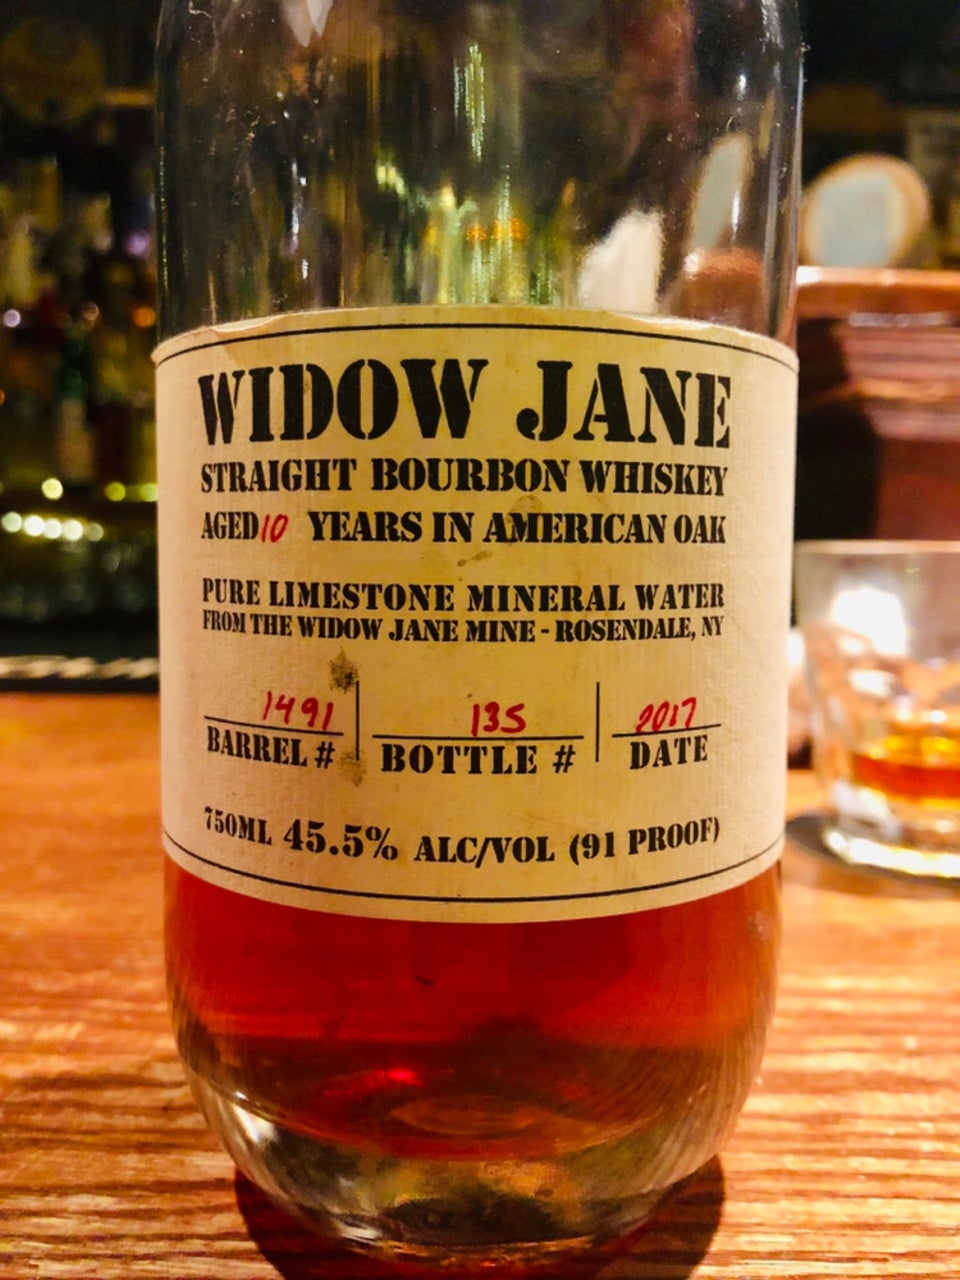 WIDOW JANE
STRAIGHT BOURBON WHISKEY
AGED 10 YEARS IN AMERICAN OAK
PURE LIMESTONE MINERAL WATER
FROM THE WIDOW JANE MINE - ROSENDALE, NY
1491 135 2017
BARREL # BOTTLE # DATE
750ML 45.5% ALC/VOL (91 PROOF)